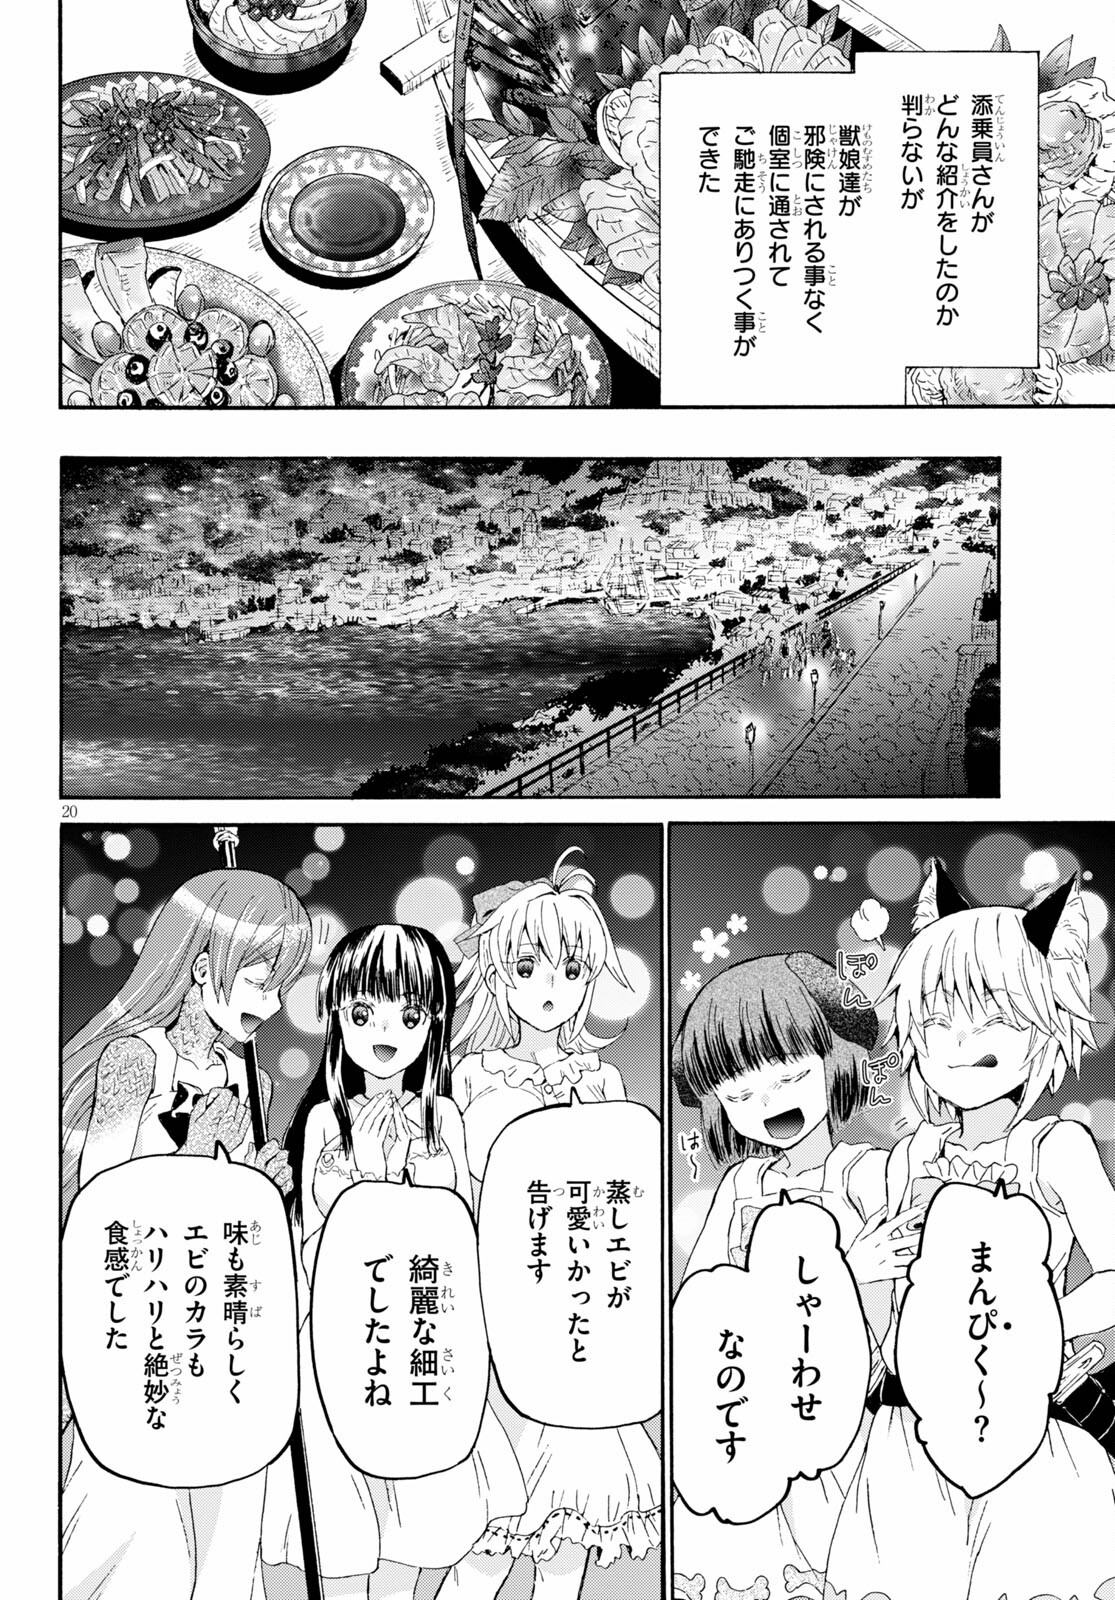 添乗員さんが
どんな紹介をしたのか
判らないが
獣娘達が
邪険にされる事なく
個室に通されて
ご馳走にありつく事が
できた
20
ぽん
ぽん
まんぴく～?
は～
しゃーわせ
なのです
蒸しエビが
可愛いかったと
告げます
綺麗な細工
でしたよね
味も素晴らしく
エビのカラも
ハリハリと絶妙な
食感でした